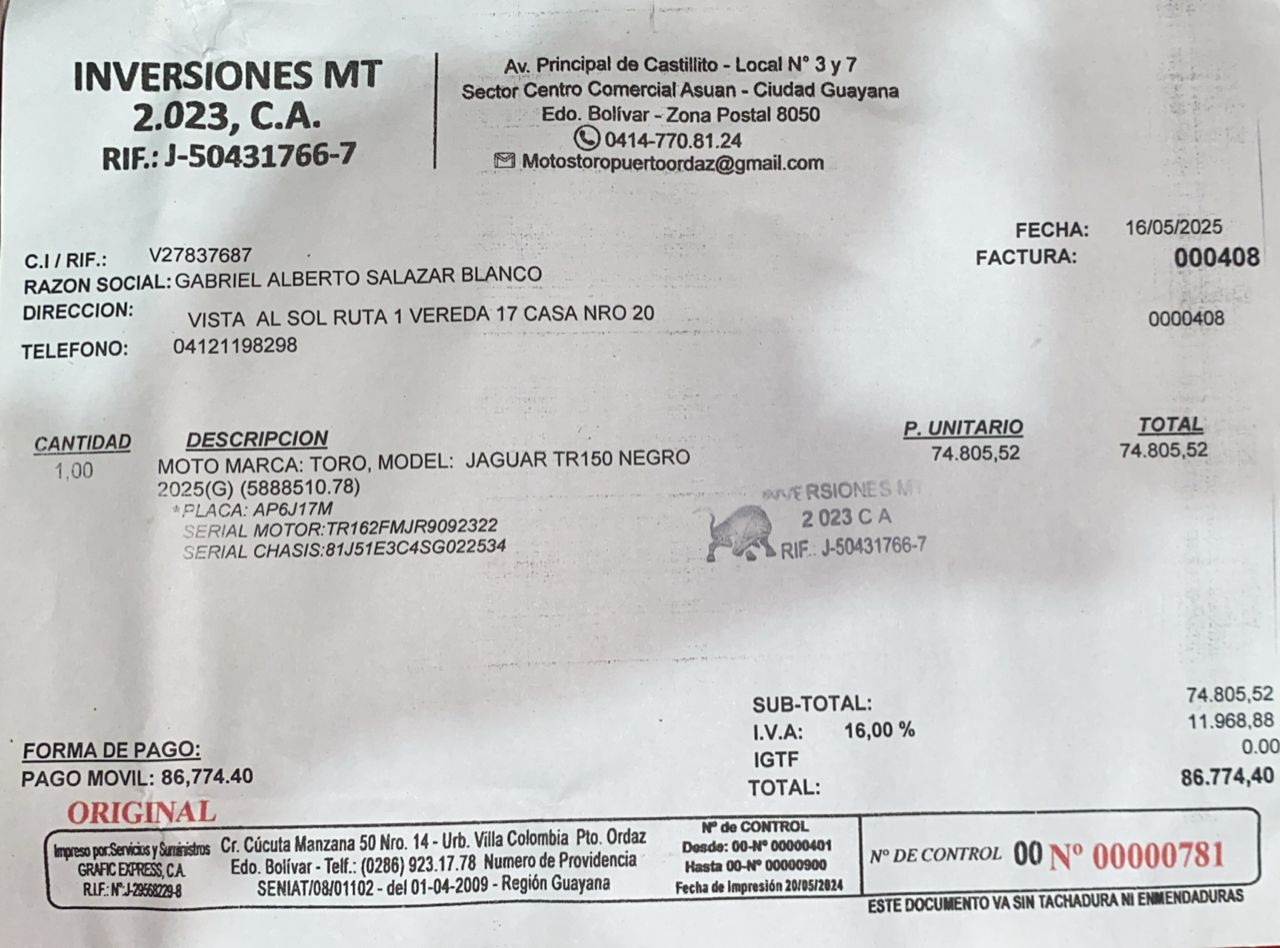 INVERSIONES MT
2.023, C.A.
RIF.: J-50431766-7
Av. Principal de Castillito - Local N° 3 y 7
Sector Centro Comercial Asuan - Ciudad Guayana
Edo. Bolívar - Zona Postal 8050
0414-770.81.24
Motostoropuertoordaz@gmail.com
FECHA: 16/05/2025
FACTURA: 000408
0000408
C.I / RIF.: V27837687
RAZON SOCIAL: GABRIEL ALBERTO SALAZAR BLANCO
DIRECCION: VISTA AL SOL RUTA 1 VEREDA 17 CASA NRO 20
TELEFONO: 04121198298
CANTIDAD DESCRIPCION P. UNITARIO TOTAL
1,00 MOTO MARCA: TORO, MODEL: JAGUAR TR150 NEGRO 74.805,52 74.805,52
2025(G) (5888510.78)
*PLACA: AP6J17M
SERIAL MOTOR:TR162FMJR9092322
SERIAL CHASIS:81J51E3C4SG022534
INVERSIONES MT
2 023 C A
RIF.: J-50431766-7
SUB-TOTAL: 74.805,52
I.V.A: 16,00 % 11.968,88
IGTF 0.00
TOTAL: 86.774,40
FORMA DE PAGO:
PAGO MOVIL: 86,774.40
ORIGINAL
Impreso por:Servicios y Suministros
GRAFIC EXPRESS, C.A.
R.I.F.: N°:J-29568229-8
Cr. Cúcuta Manzana 50 Nro. 14 - Urb. Villa Colombia Pto. Ordaz
Edo. Bolívar - Telf.: (0286) 923.17.78 Numero de Providencia
SENIAT/08/01102 - del 01-04-2009 - Región Guayana
Nº de CONTROL
Desde: 00-Nº 00000401
Hasta 00-Nº 00000900
Fecha de Impresión 20/05/2024
Nº DE CONTROL 00 Nº 00000781
ESTE DOCUMENTO VA SIN TACHADURA NI ENMENDADURAS